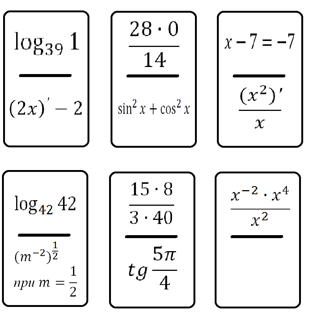 log₃₉ 1
(2x)′ − 2
28 · 0
14
sin² x + cos² x
x − 7 = −7
(x²)′
x
log₄₂ 42
(m⁻²)^½
при m = 1/2
15 · 8
3 · 40
tg 5π/4
x⁻² · x⁴
x²